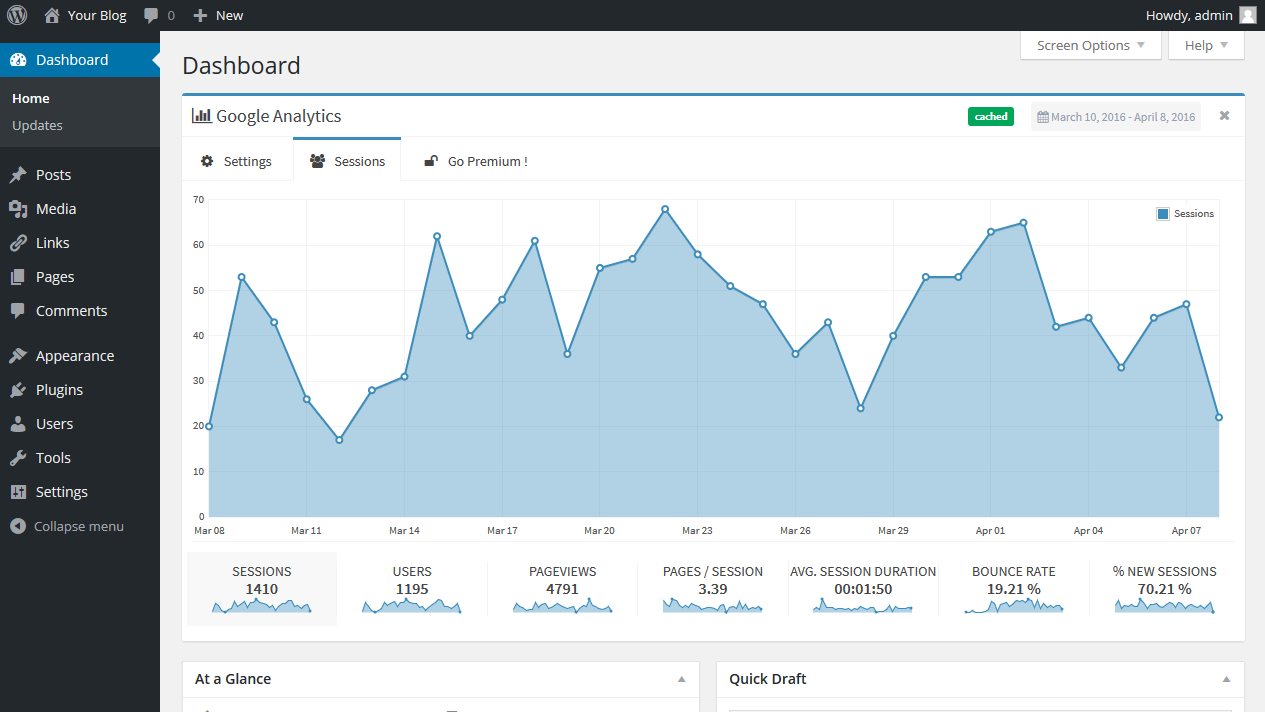 Your Blog 0 New Howdy, admin
Screen Options Help
Dashboard
Home
Updates
Posts
Media
Links
Pages
Comments
Appearance
Plugins
Users
Tools
Settings
Collapse menu
Dashboard
Google Analytics cached March 10, 2016 - April 8, 2016
Settings Sessions Go Premium !
Sessions
70
60
50
40
30
20
10
0
Mar 08 Mar 11 Mar 14 Mar 17 Mar 20 Mar 23 Mar 26 Mar 29 Apr 01 Apr 04 Apr 07
SESSIONS USERS PAGEVIEWS PAGES / SESSION AVG. SESSION DURATION BOUNCE RATE % NEW SESSIONS
1410 1195 4791 3.39 00:01:50 19.21 % 70.21 %
At a Glance Quick Draft